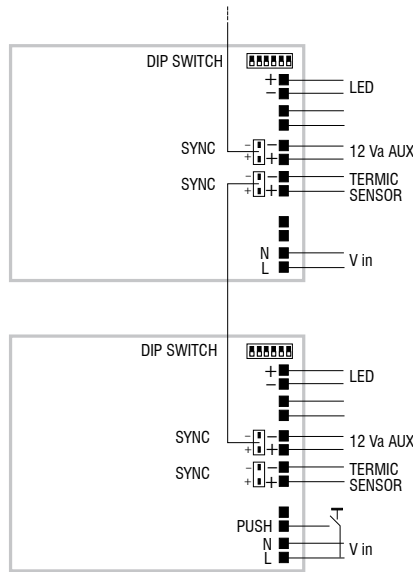 DIP SWITCH
+
−
LED
SYNC
- −
+ +
12 Va AUX
SYNC
- −
+ +
TERMIC
SENSOR
N
L
V in
DIP SWITCH
+
−
LED
SYNC
- −
+ +
12 Va AUX
SYNC
- −
+ +
TERMIC
SENSOR
PUSH
N
L
V in